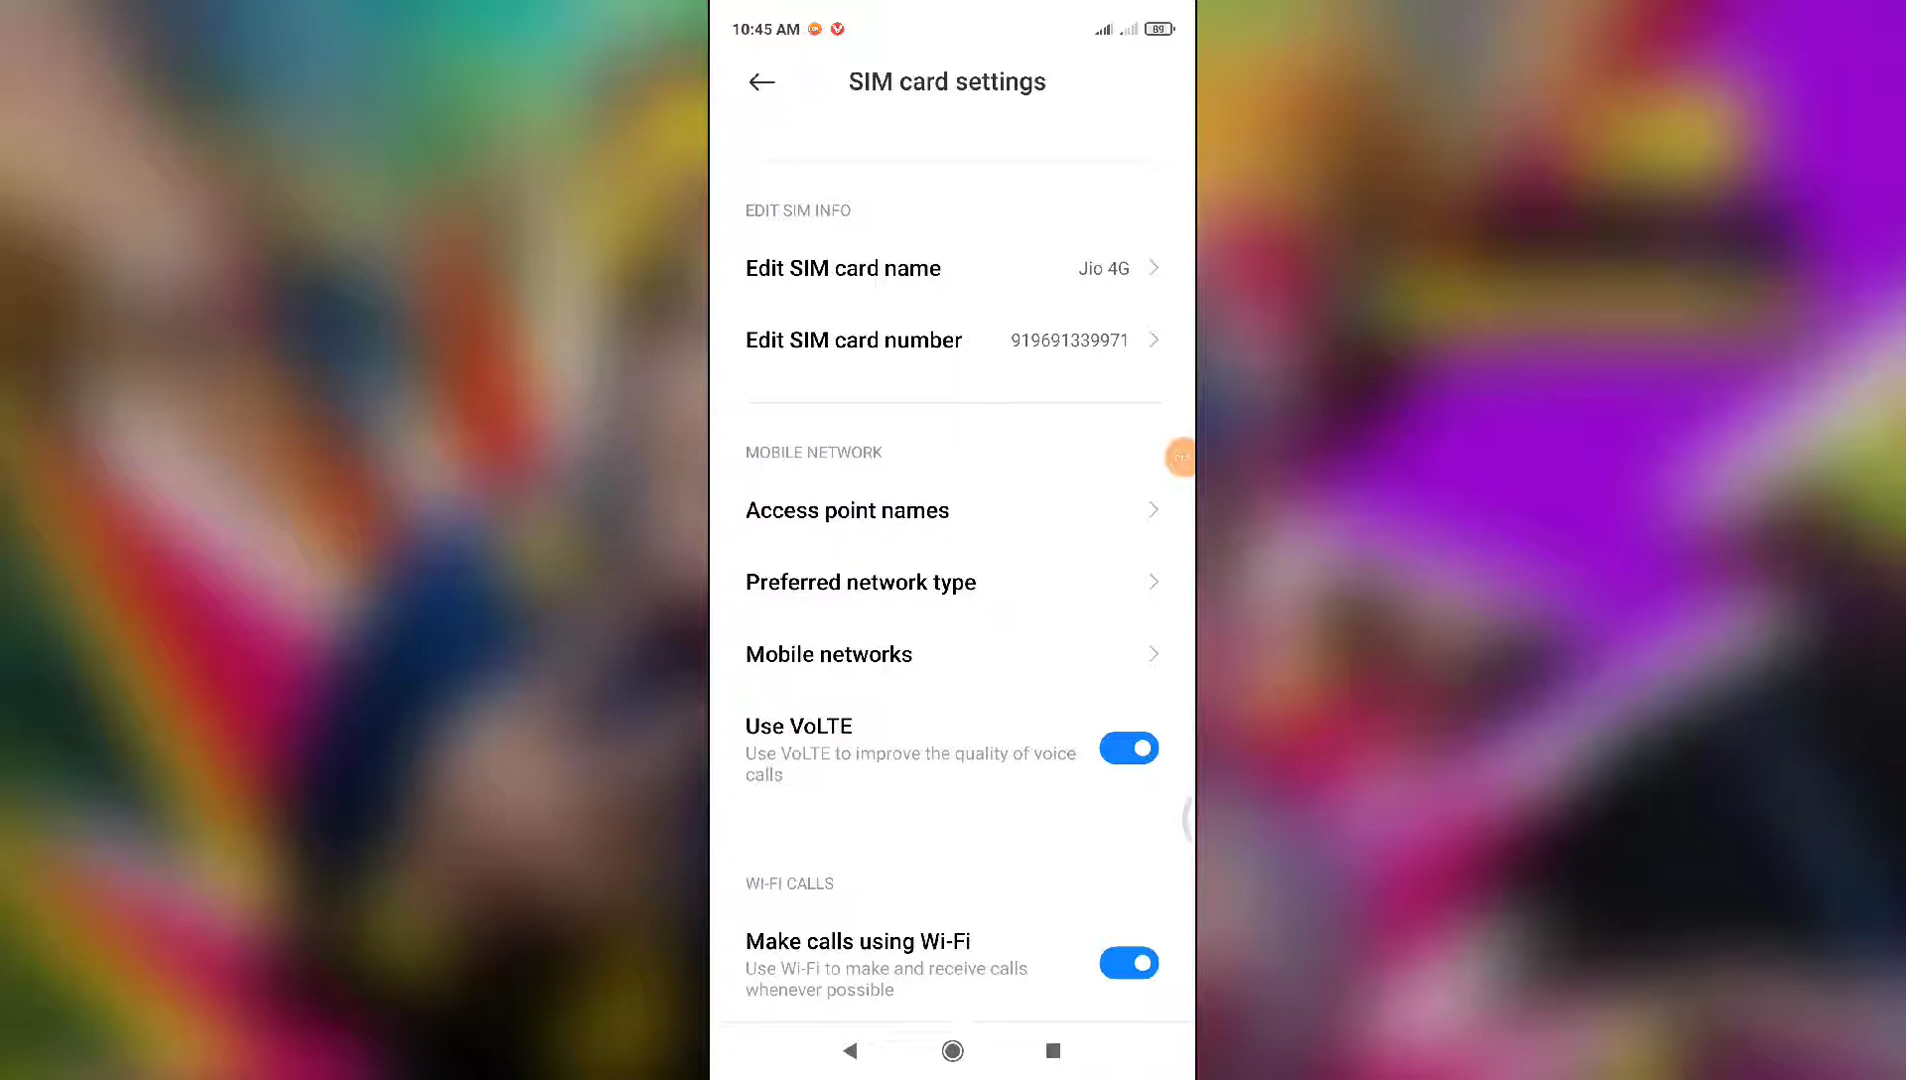 10:45 AM
89
SIM card settings
EDIT SIM INFO
Edit SIM card name
Jio 4G
Edit SIM card number
919691339971
MOBILE NETWORK
Access point names
Preferred network type
Mobile networks
Use VoLTE
Use VoLTE to improve the quality of voice
calls
WI-FI CALLS
Make calls using Wi-Fi
Use Wi-Fi to make and receive calls
whenever possible